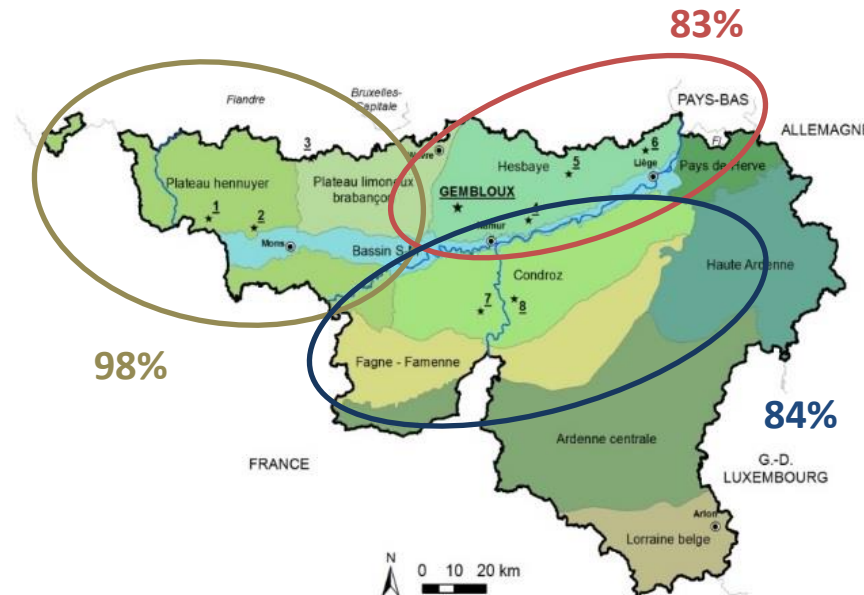 83%
Flandre
Bruxelles-
Capitale
PAYS-BAS
ALLEMAGNE
3
6
Hesbaye
5
Liège
Pays de Herve
Plateau hennuyer
Plateau limoneux
brabançon
GEMBLOUX
1
2
4
Mons
Namur
Bassin S.M
Haute Ardenne
Condroz
7
8
98%
Fagne - Famenne
84%
Ardenne centrale
FRANCE
G.-D.
LUXEMBOURG
Arlon
Lorraine belge
N
0 10 20 km